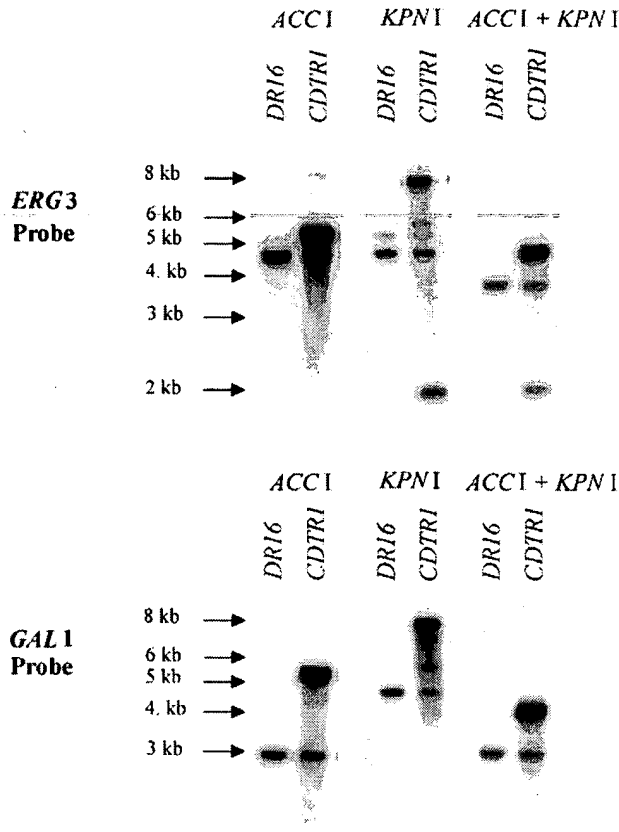 ACC I KPN I ACC I + KPN I
DR16 CDTR1 DR16 CDTR1 DR16 CDTR1
ERG3
Probe
8 kb
6 kb
5 kb
4. kb
3 kb
2 kb
ACC I KPN I ACC I + KPN I
DR16 CDTR1 DR16 CDTR1 DR16 CDTR1
GAL1
Probe
8 kb
6 kb
5 kb
4. kb
3 kb